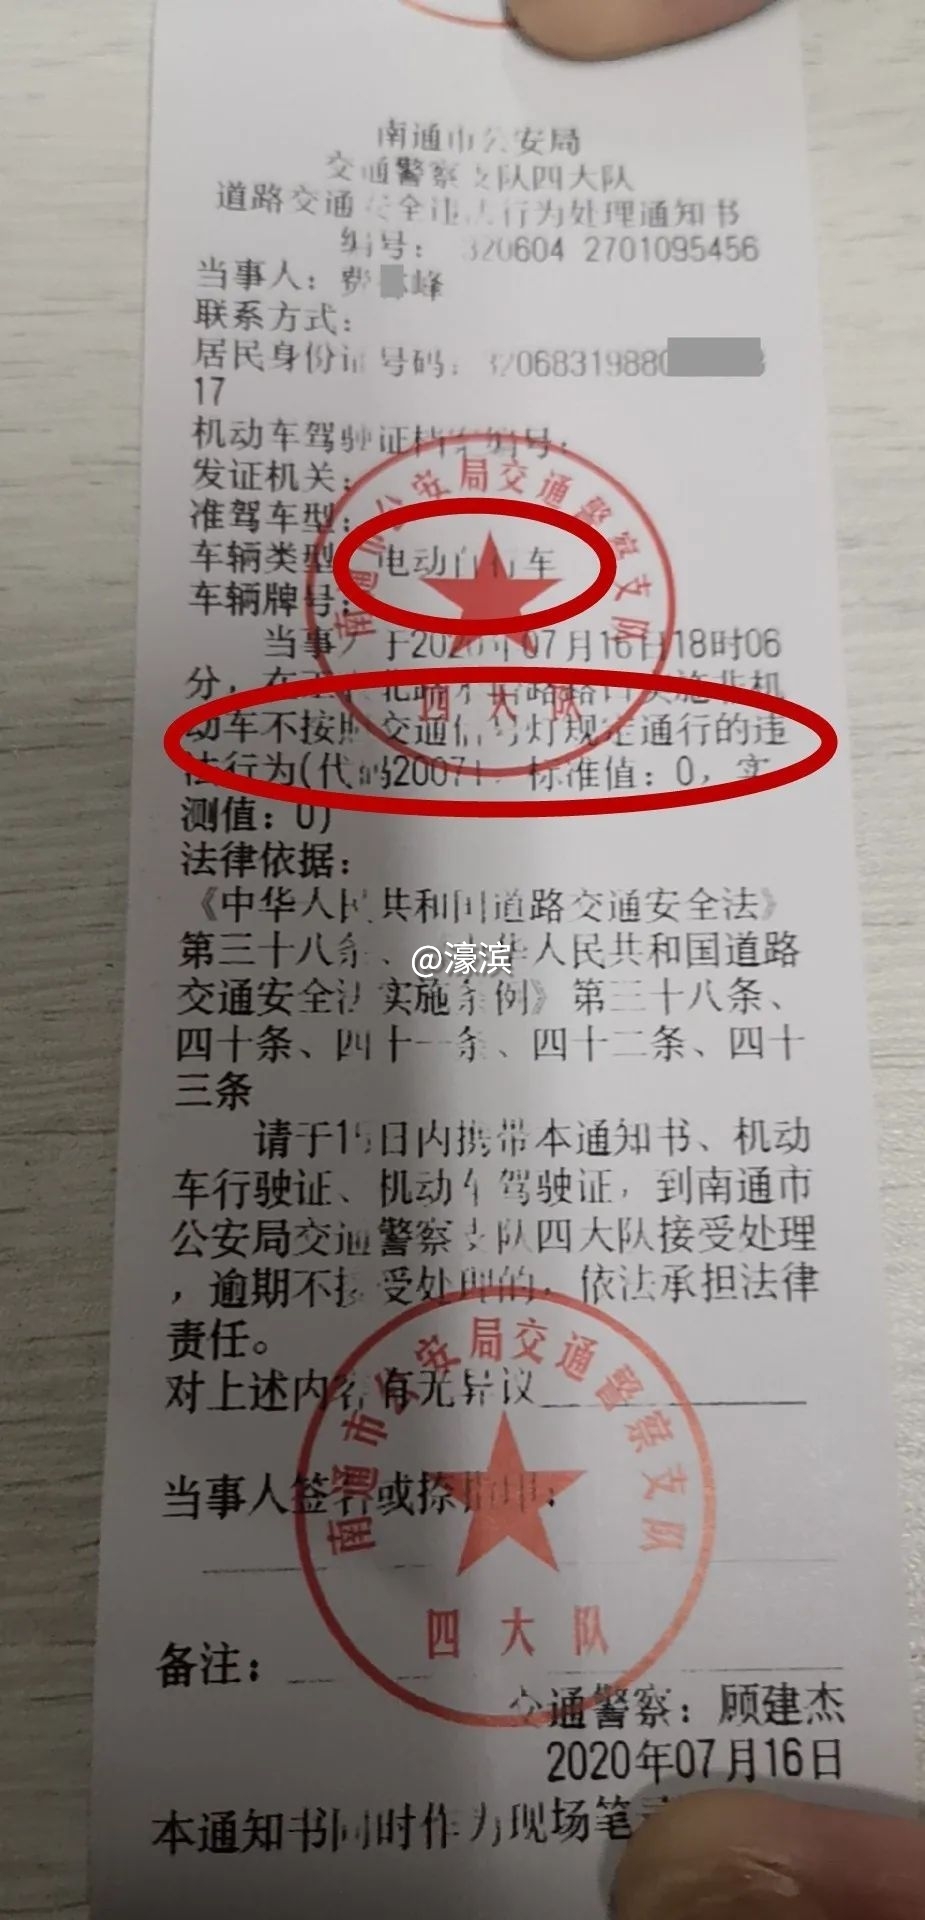 南通市公安局
交通警察支队四大队
道路交通安全违法行为处理通知书
编号： 320604 2701095456
当事人：费 峰
联系方式：
居民身份证号码：3206831988
17
机动车驾驶证档案编号：
发证机关：
准驾车型：
车辆类型 电动自行车
车辆牌号：
当事人于2020年07月16日18时06
分，在 路路口实施非机
动车不按照交通信号灯规定通行的违
法行为(代码20071，标准值：0，实
测值：0)
法律依据：
《中华人民共和国道路交通安全法》
第三十八条、《中华人民共和国道路
@濠滨
交通安全法实施条例》第三十八条、
四十条、四十一条、四十二条、四十
三条
请于15日内携带本通知书、机动
车行驶证、机动车驾驶证，到南通市
公安局交通警察支队四大队接受处理
，逾期不接受处理的，依法承担法律
责任。
对上述内容有无异议
当事人签名或捺指印：
备注：
交通警察：顾建杰
2020年07月16日
本通知书同时作为现场笔录
南通市公安局交通警察支队
四大队
南通市公安局交通警察支队
四大队